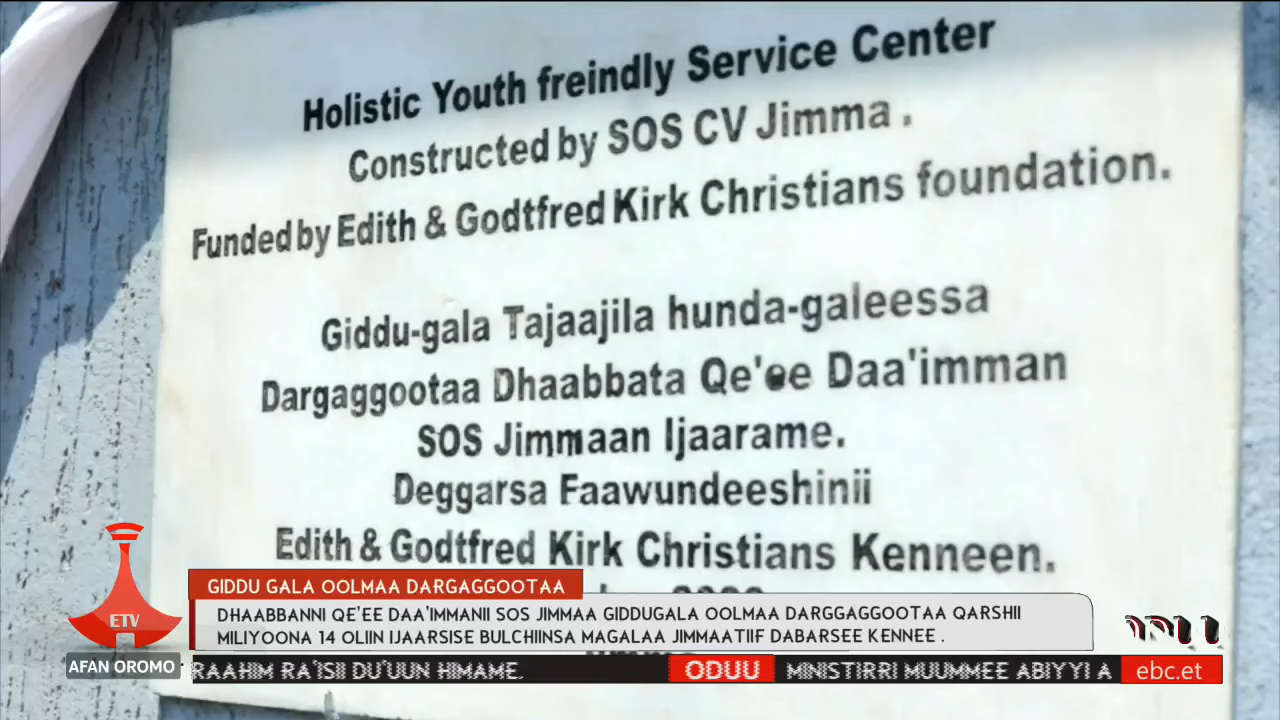 Holistic Youth freindly Service Center
Constructed by SOS CV Jimma .
Funded by Edith & Godtfred Kirk Christians foundation.
Giddu-gala Tajaajila hunda-galeessa
Dargaggootaa Dhaabbata Qe'ee Daa'imman
SOS Jimmaan Ijaarame.
Deggarsa Faawundeeshinii
Edith & Godtfred Kirk Christians Kenneen.
GIDDU GALA OOLMAA DARGAGGOOTAA
DHAABBANNI QE'EE DAA'IMMANII SOS JIMMAA GIDDUGALA OOLMAA DARGGAGGOOTAA QARSHII
MILIYOONA 14 OLIIN IJAARSISE BULCHIINSA MAGALAA JIMMAATIIF DABARSEE KENNEE .
ETV
AFAN OROMO
RAAHIM RA'ISII DU'UUN HIMAME. ODUU MINISTIRRI MUUMMEE ABIYYI A
ebc.et